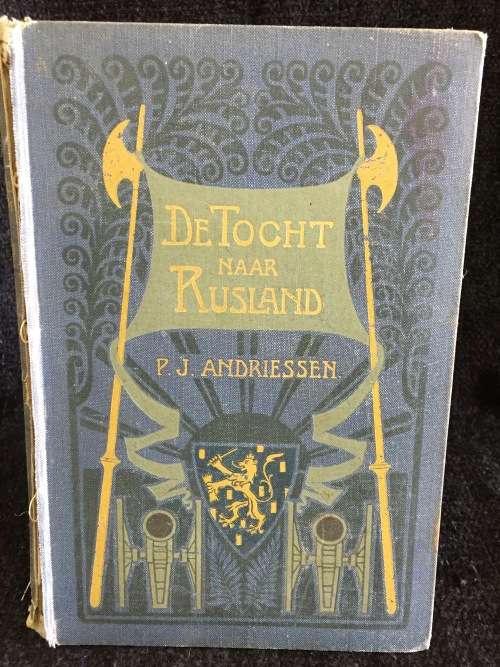 DE TOCHT
NAAR
RUSLAND
P. J. ANDRIESSEN.